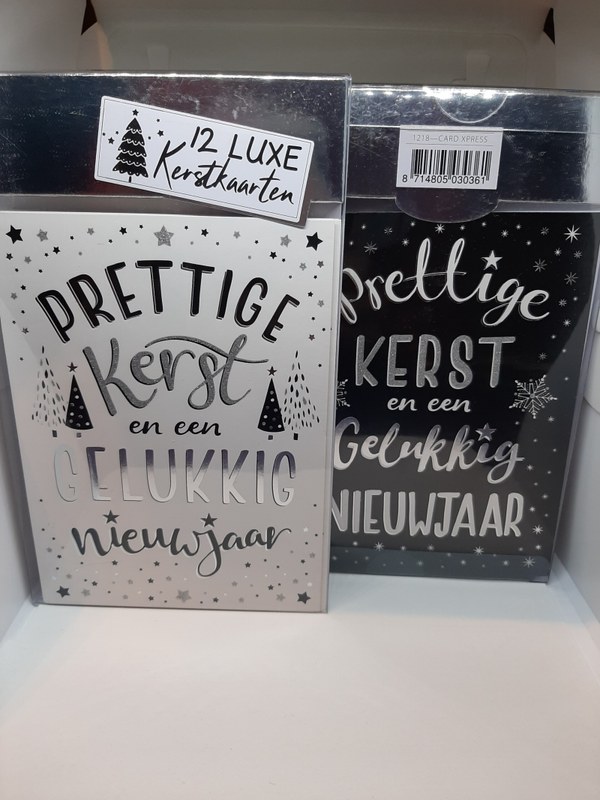 12 LUXE
Kerstkaarten
PRETTIGE
Kerst
en een
GELUKKIG
nieuwjaar
1218—CARD XPRESS
8 714805 030361
prettige
KERST
en een
Gelukkig
NIEUWJAAR